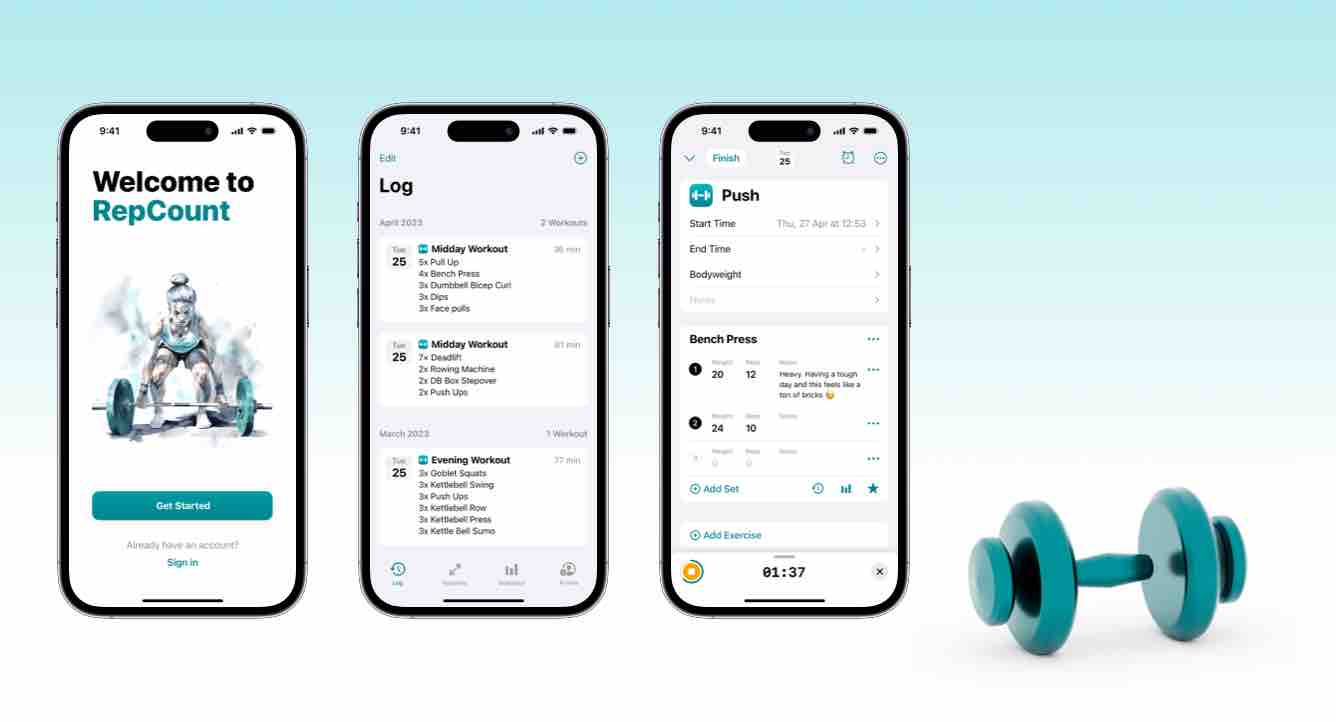 9:41
Welcome to
RepCount
Get Started
Already have an account?
Sign in
9:41
Edit
Log
April 2023 2 Workouts
Tue
25
Midday Workout 36 min
5x Pull Up
4x Bench Press
3x Dumbbell Bicep Curl
3x Dips
3x Face pulls
Tue
25
Midday Workout 81 min
7x Deadlift
2x Rowing Machine
2x DB Box Stepover
2x Push Ups
March 2023 1 Workout
Tue
25
Evening Workout 77 min
3x Goblet Squats
3x Kettlebell Swing
3x Push Ups
3x Kettlebell Row
3x Kettlebell Press
3x Kettle Bell Sumo
Log
9:41
Finish
25
Push
Start Time Thu, 27 Apr at 12:53
End Time -
Bodyweight
Notes
Bench Press
Weight Reps Notes
1 20 12 Heavy. Having a tough
day and this feels like a
ton of bricks 😅
Weight Reps Notes
2 24 10
Weight Reps Notes
3 0 0
Add Set
Add Exercise
01:37